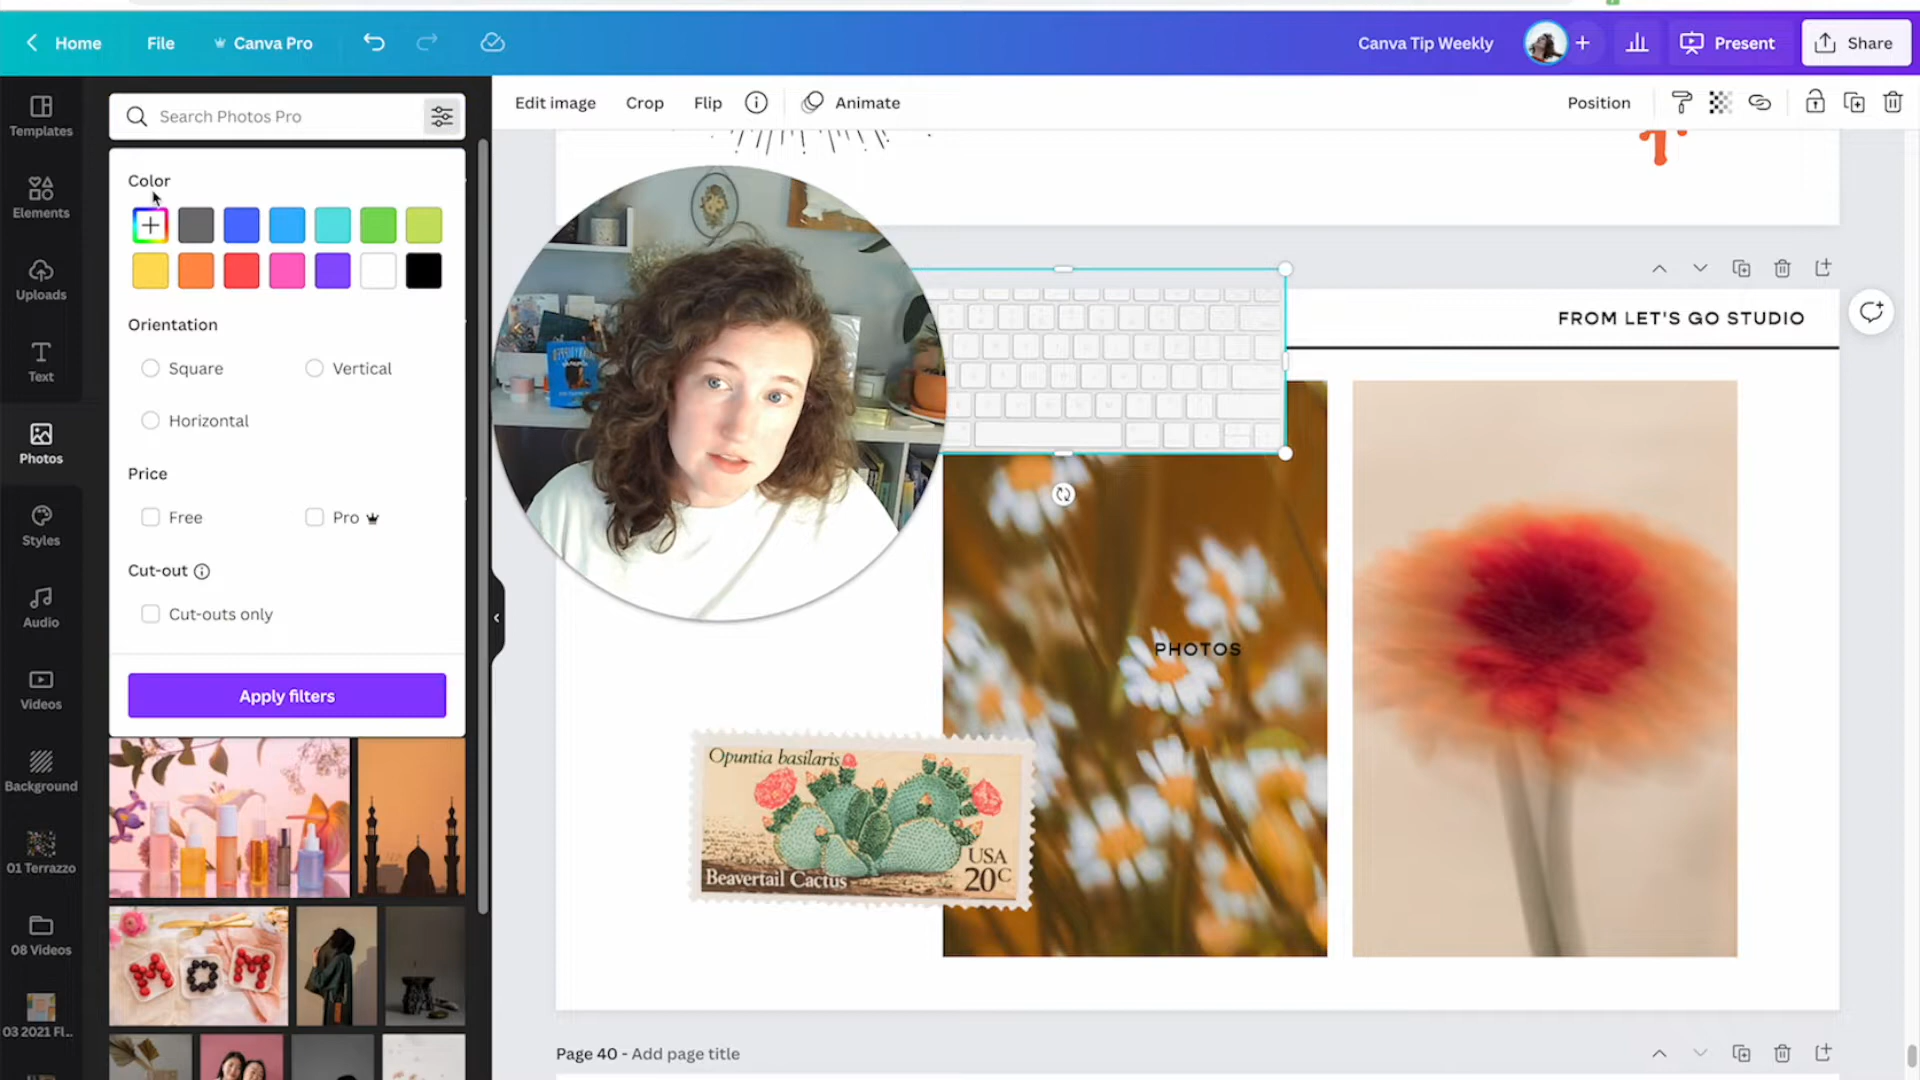 Home
File
Canva Pro
Canva Tip Weekly
Present
Share
Templates
Elements
Uploads
Text
Photos
Styles
Audio
Videos
Background
01 Terrazzo
08 Videos
03 2021 Fl...
Search Photos Pro
Color
Orientation
Square
Vertical
Horizontal
Price
Free
Pro
Cut-out
Cut-outs only
Apply filters
MOM
Edit image
Crop
Flip
Animate
Position
FROM LET'S GO STUDIO
PHOTOS
Opuntia basilaris
USA
20c
Beavertail Cactus
Page 40 - Add page title